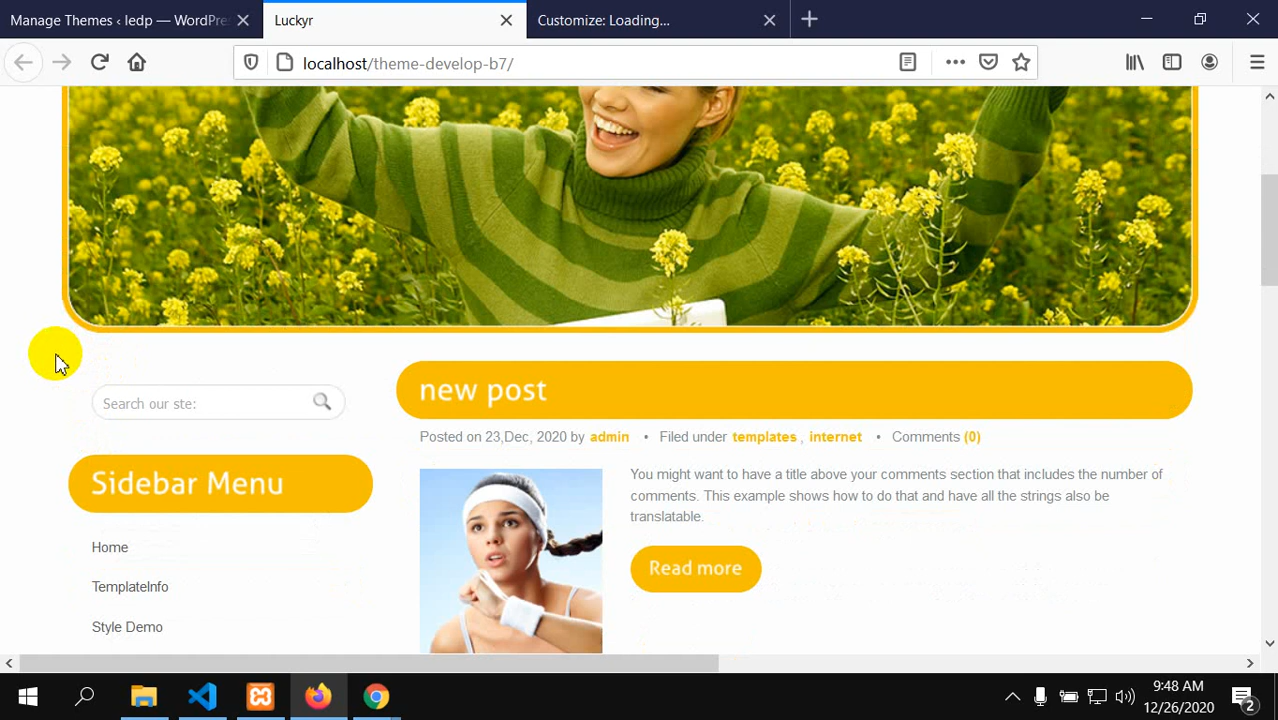 Manage Themes ‹ ledp — WordPre
Luckyr
Customize: Loading...
localhost/theme-develop-b7/
Search our ste:
new post
Posted on 23,Dec, 2020 by admin • Filed under templates , internet • Comments (0)
Sidebar Menu
You might want to have a title above your comments section that includes the number of
comments. This example shows how to do that and have all the strings also be
translatable.
Read more
Home
TemplateInfo
Style Demo
9:48 AM
12/26/2020
2